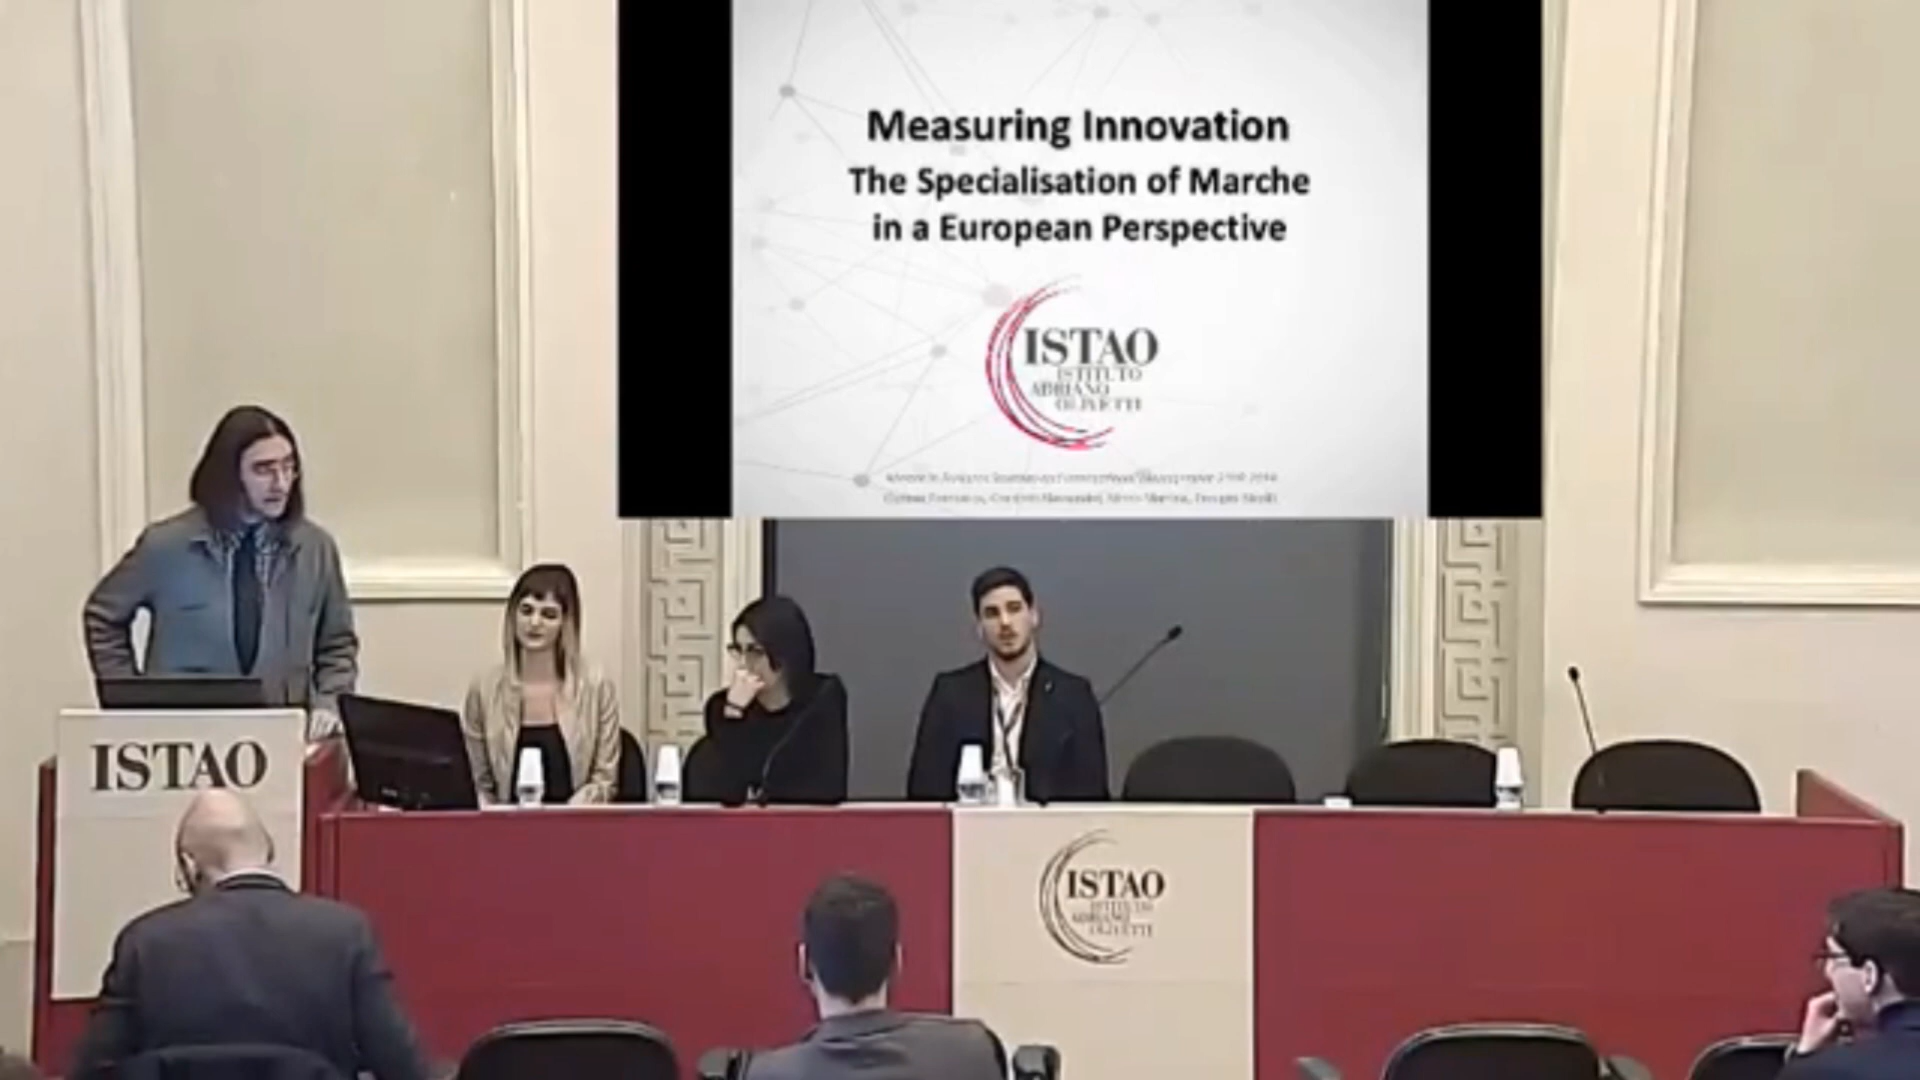 Measuring Innovation
The Specialisation of Marche
in a European Perspective
ISTAO
ISTITUTO
ADRIANO
OLIVETTI
ISTAO
ISTAO
ISTITUTO
ADRIANO
OLIVETTI